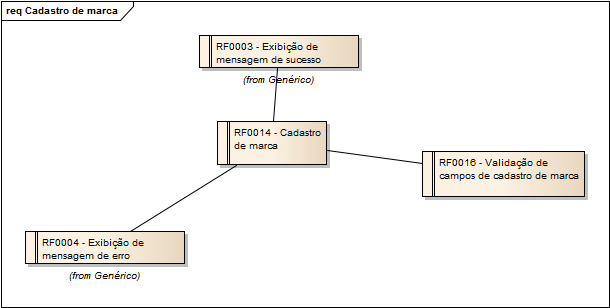 req Cadastro de marca
RF0003 - Exibição de
mensagem de sucesso
(from Genérico)
RF0014 - Cadastro
de marca
RF0016 - Validação de
campos de cadastro de marca
RF0004 - Exibição de
mensagem de erro
(from Genérico)